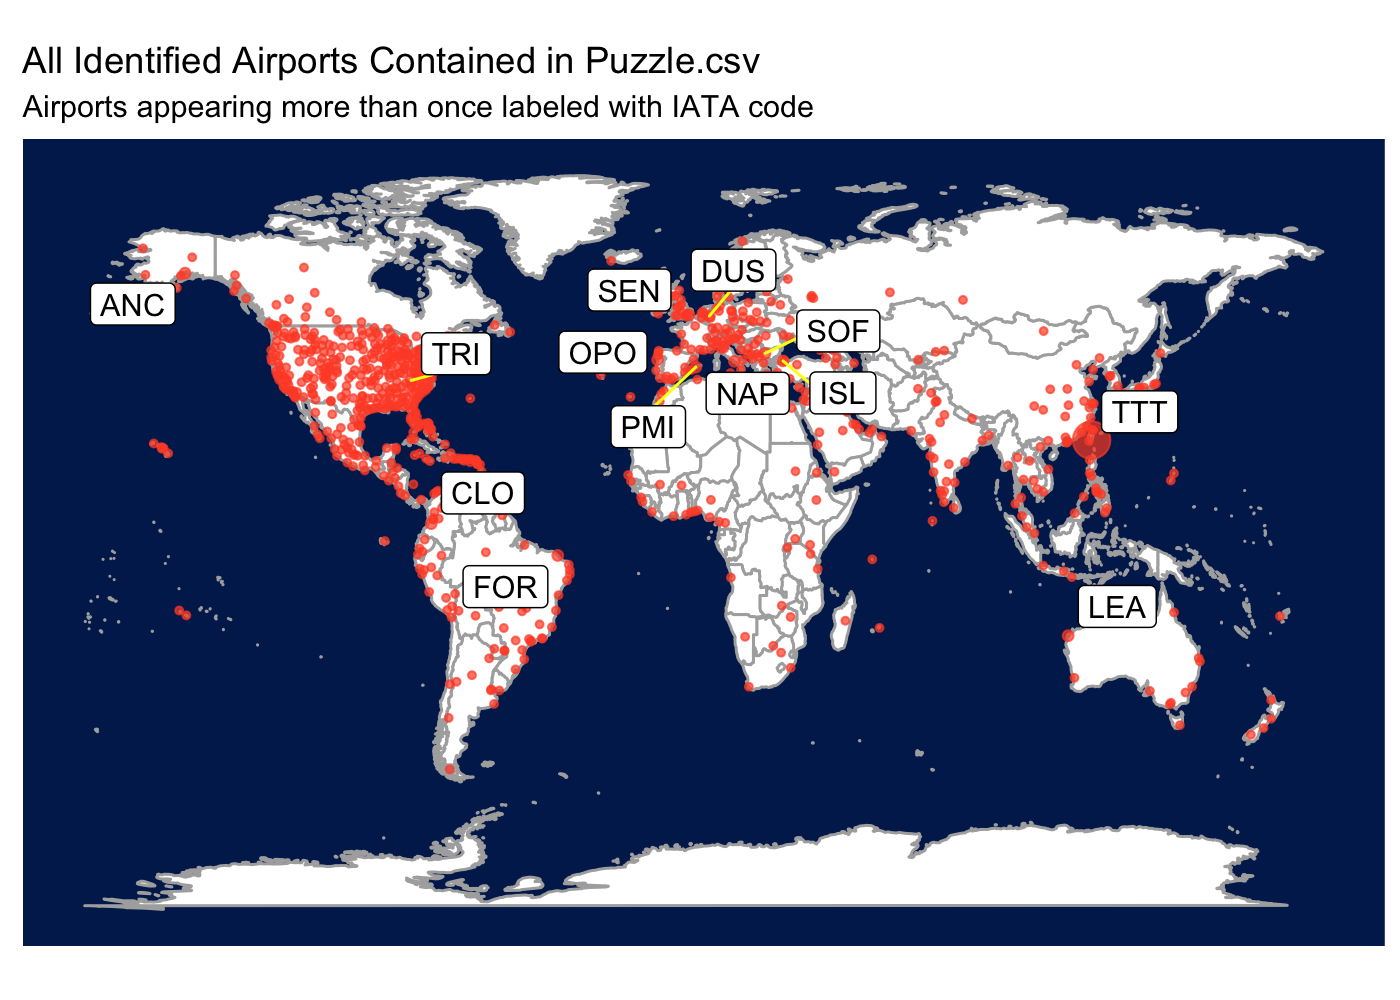 All Identified Airports Contained in Puzzle.csv
Airports appearing more than once labeled with IATA code
DUS
SEN
ANC
SOF
OPO
TRI
NAP
ISL
TTT
PMI
CLO
FOR
LEA